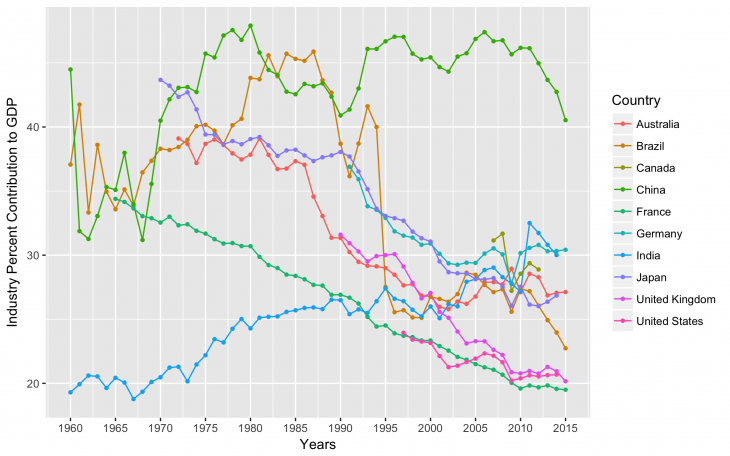 Industry Percent Contribution to GDP
40
30
20
1960 1965 1970 1975 1980 1985 1990 1995 2000 2005 2010 2015
Years
Country
Australia
Brazil
Canada
China
France
Germany
India
Japan
United Kingdom
United States